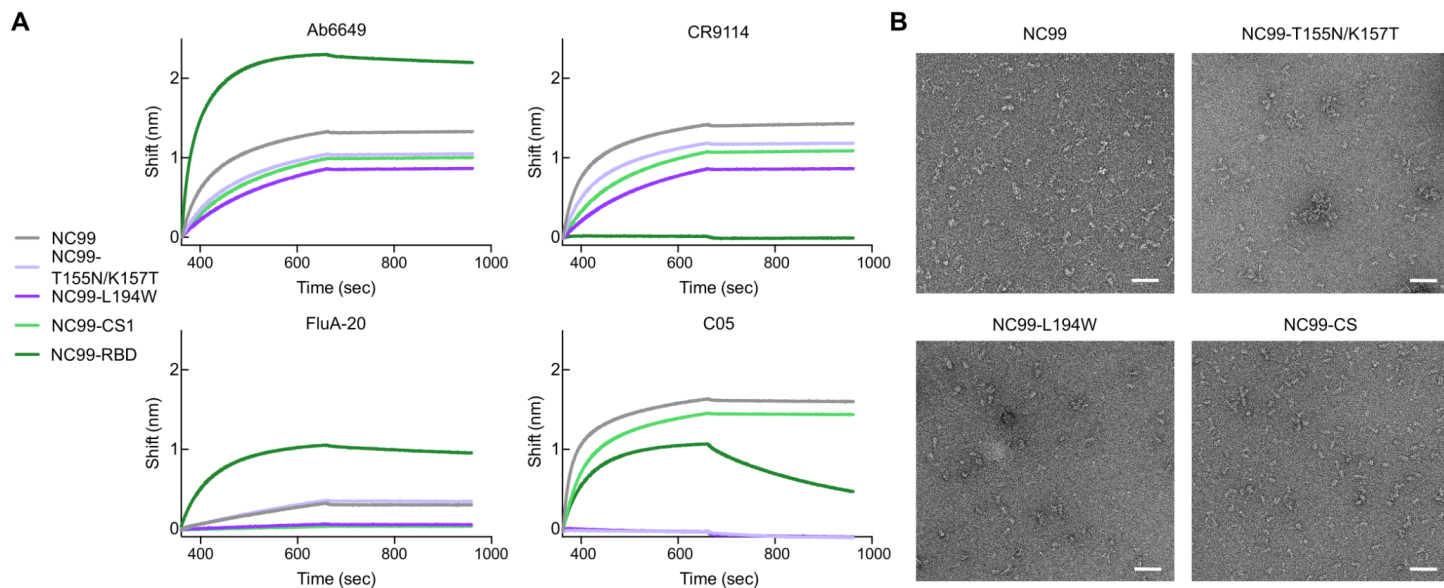 A
B
Ab6649
CR9114
NC99
NC99-T155N/K157T
Shift (nm)
2
1
0
400
600
800
1000
Time (sec)
Shift (nm)
2
1
0
400
600
800
1000
Time (sec)
NC99
NC99-
T155N/K157T
NC99-L194W
NC99-CS1
NC99-RBD
FluA-20
C05
NC99-L194W
NC99-CS
Shift (nm)
2
1
0
400
600
800
1000
Time (sec)
Shift (nm)
2
1
0
400
600
800
1000
Time (sec)